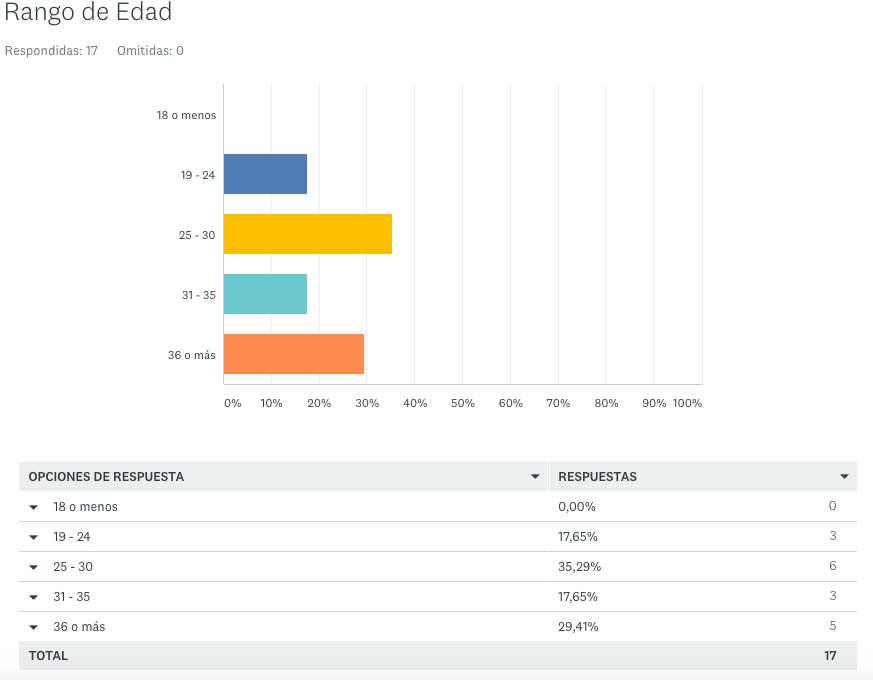 Rango de Edad
Respondidas: 17 Omitidas: 0
18 o menos
19 - 24
25 - 30
31 - 35
36 o más
0% 10% 20% 30% 40% 50% 60% 70% 80% 90% 100%
OPCIONES DE RESPUESTA RESPUESTAS
18 o menos 0,00% 0
19 - 24 17,65% 3
25 - 30 35,29% 6
31 - 35 17,65% 3
36 o más 29,41% 5
TOTAL 17